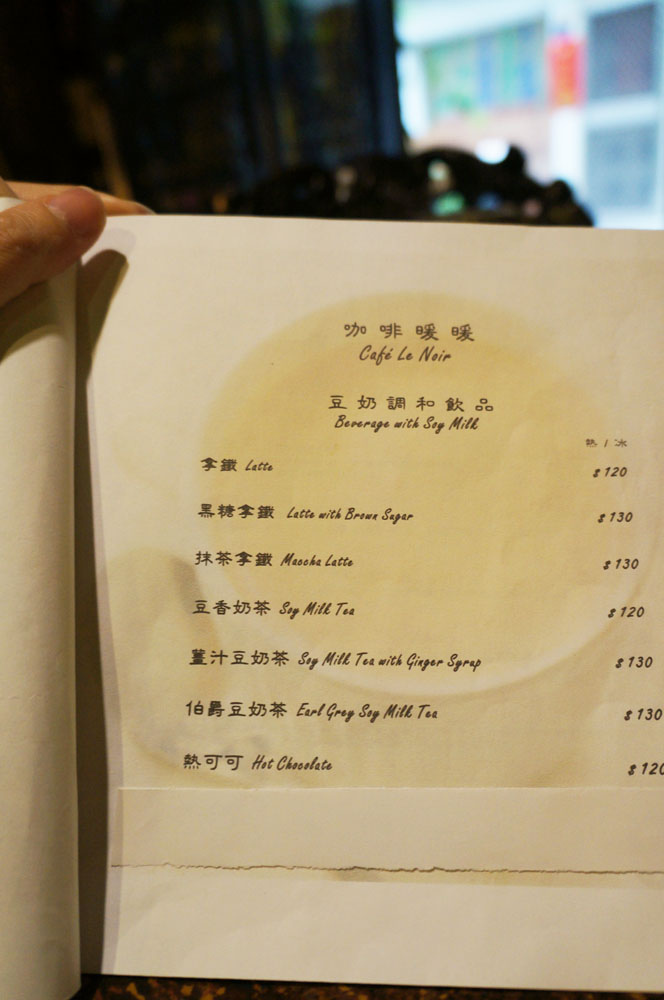 咖啡暖暖
Café Le Noir
豆奶調和飲品
Beverage with Soy Milk
熱 / 冰
拿鐵 Latte $120
黑糖拿鐵 Latte with Brown Sugar $130
抹茶拿鐵 Maccha Latte $130
豆香奶茶 Soy Milk Tea $120
薑汁豆奶茶 Soy Milk Tea with Ginger Syrup $130
伯爵豆奶茶 Earl Grey Soy Milk Tea $130
熱可可 Hot Chocolate $120